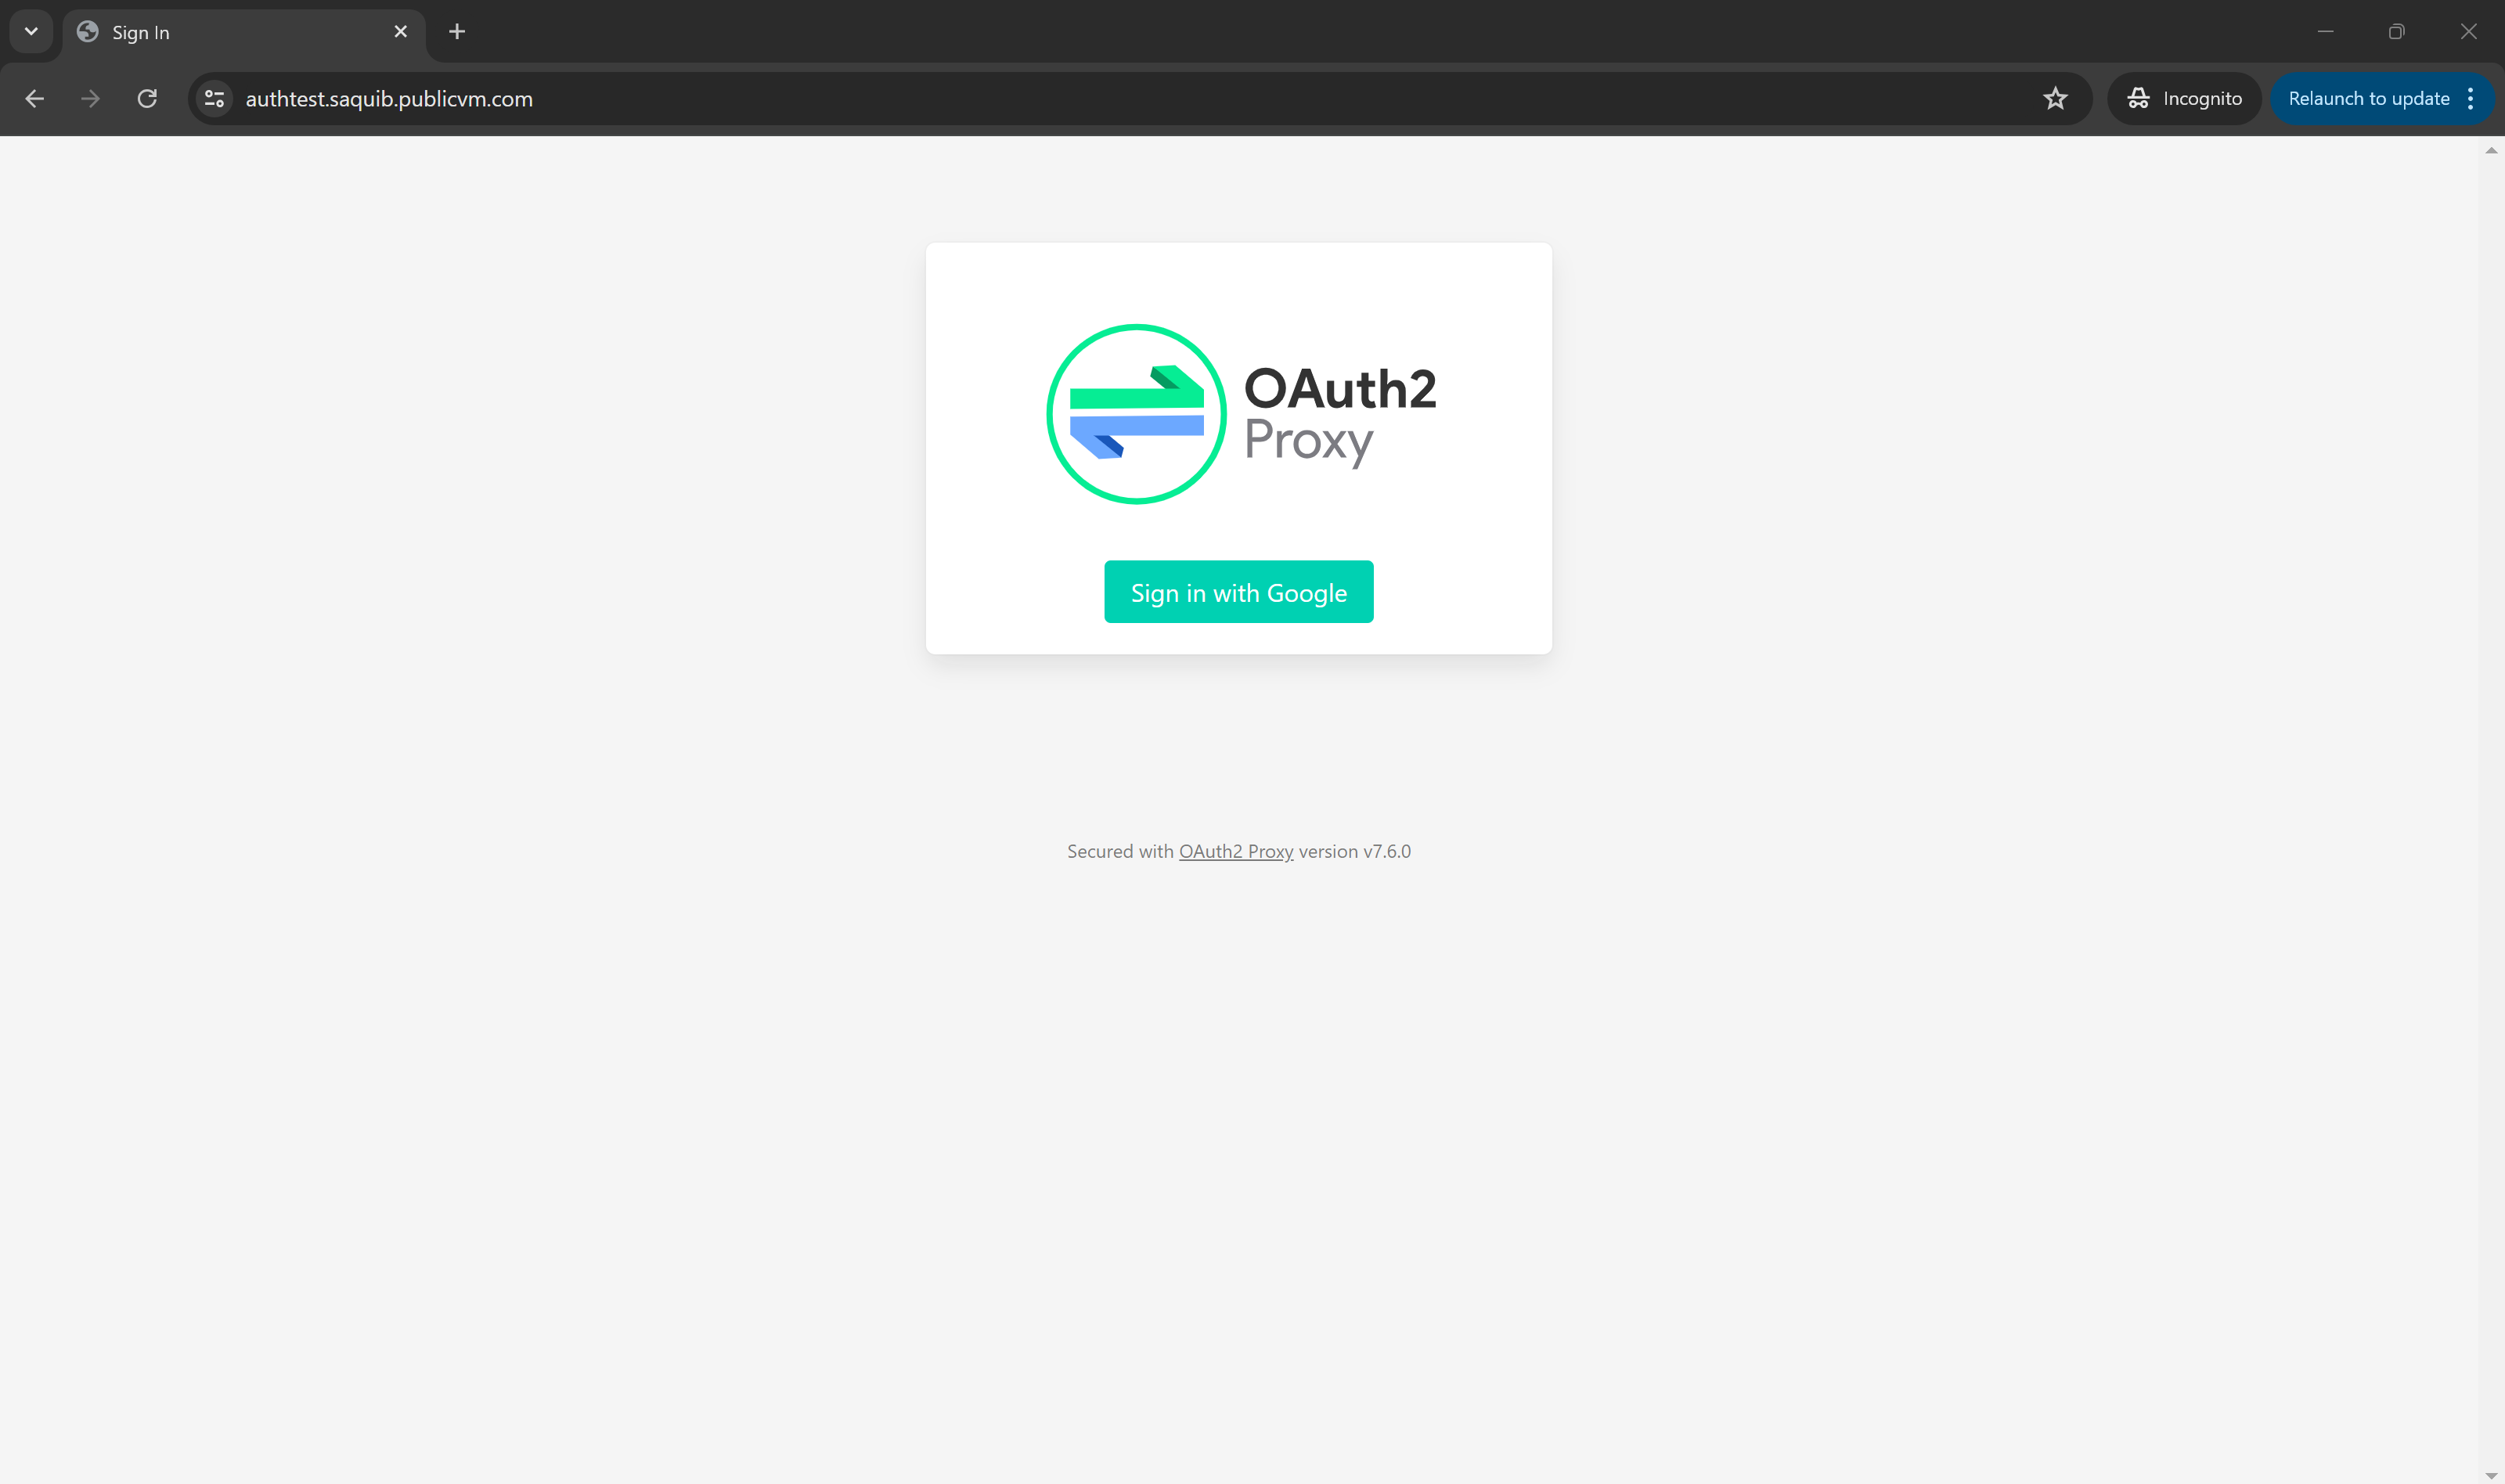 Sign In
authtest.saquib.publicvm.com
Incognito
Relaunch to update
OAuth2
Proxy
Sign in with Google
Secured with OAuth2 Proxy version v7.6.0